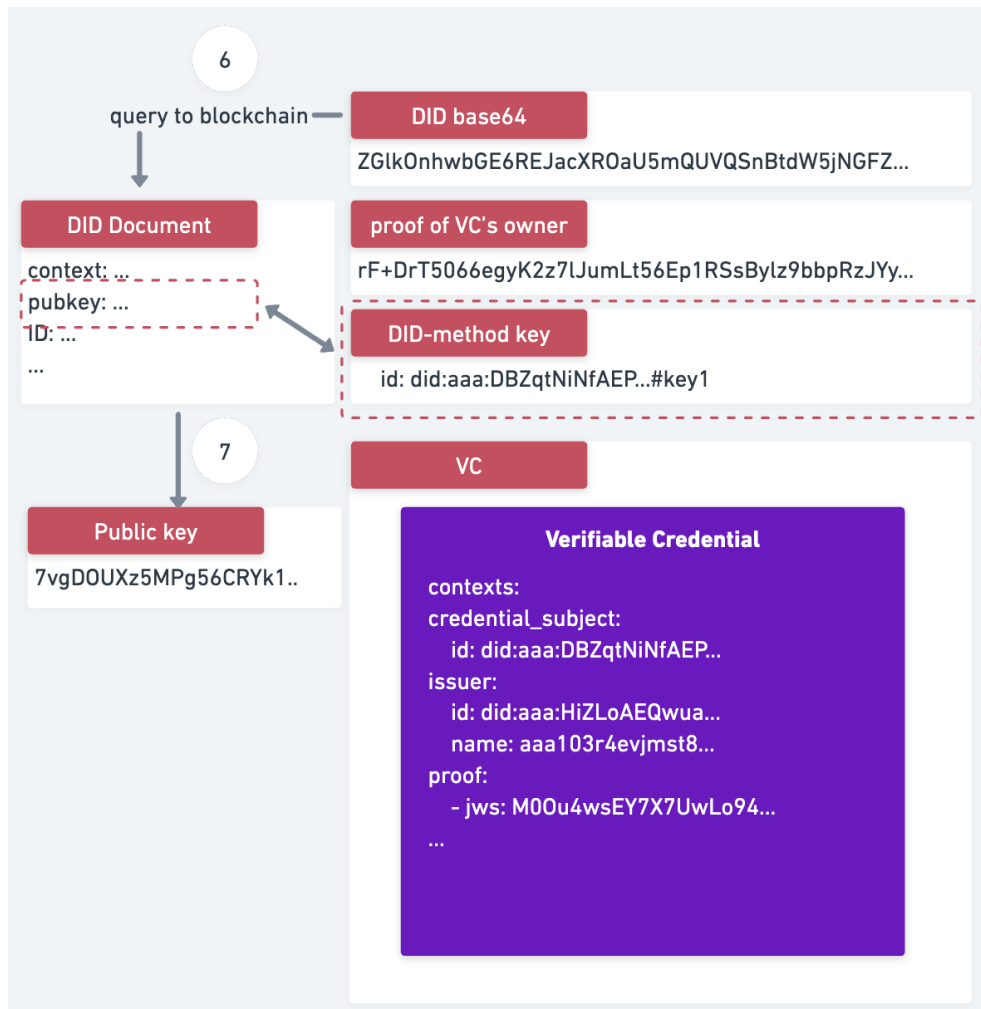 6
query to blockchain
DID base64
ZGlkOnhwbGE6REJacXROaU5mQUVQSnBtdW5jNGFZ...
DID Document
context: ...
pubkey: ...
ID: ...
...
proof of VC's owner
rF+DrT5066egyK2z7lJumLt56Ep1RSsBylz9bbpRzJYy...
DID-method key
id: did:aaa:DBZqtNiNfAEP...#key1
7
Public key
7vgDOUXz5MPg56CRYk1..
VC
Verifiable Credential
contexts:
credential_subject:
id: did:aaa:DBZqtNiNfAEP...
issuer:
id: did:aaa:HiZLoAEQwua...
name: aaa103r4evjmst8...
proof:
- jws: M0Ou4wsEY7X7UwLo94...
...